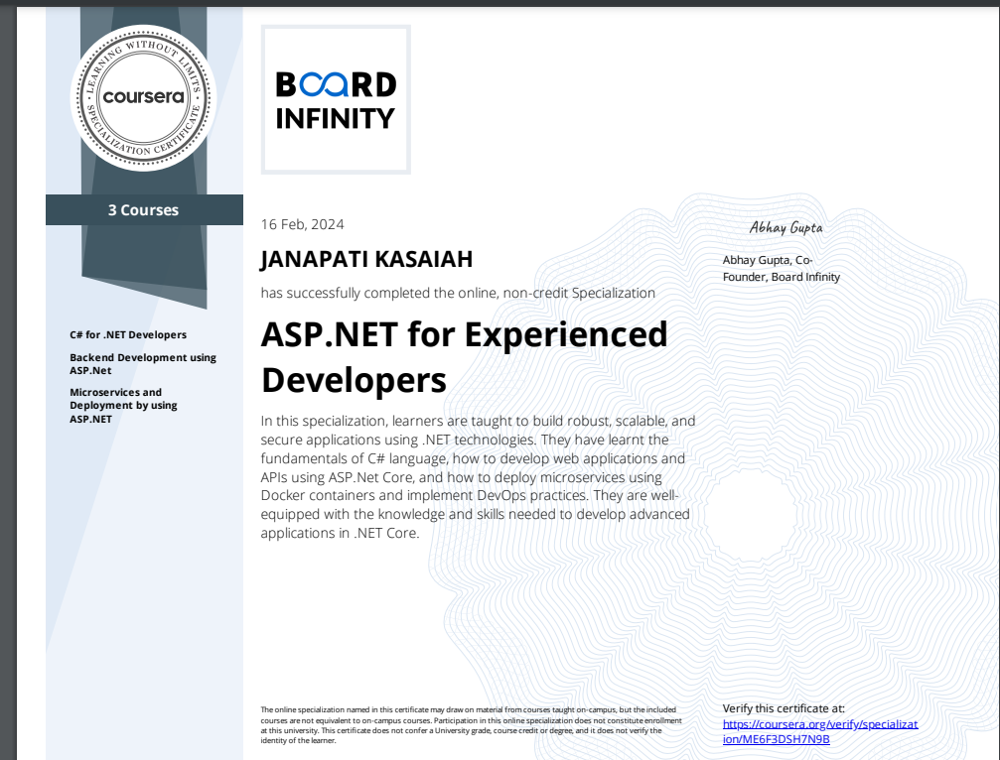 LEARNING WITHOUT LIMITS
coursera
SPECIALIZATION CERTIFICATE
3 Courses
C# for .NET Developers
Backend Development using
ASP.Net
Microservices and
Deployment by using
ASP.NET
BOARD
INFINITY
16 Feb, 2024
JANAPATI KASAIAH
has successfully completed the online, non-credit Specialization
ASP.NET for Experienced
Developers
In this specialization, learners are taught to build robust, scalable, and
secure applications using .NET technologies. They have learnt the
fundamentals of C# language, how to develop web applications and
APIs using ASP.Net Core, and how to deploy microservices using
Docker containers and implement DevOps practices. They are well-
equipped with the knowledge and skills needed to develop advanced
applications in .NET Core.
Abhay Gupta
Abhay Gupta, Co-
Founder, Board Infinity
The online specialization named in this certificate may draw on material from courses taught on-campus, but the included
courses are not equivalent to on-campus courses. Participation in this online specialization does not constitute enrollment
at this university. This certificate does not confer a University grade, course credit or degree, and it does not verify the
identity of the learner.
Verify this certificate at:
https://coursera.org/verify/specializat
ion/ME6F3DSH7N9B